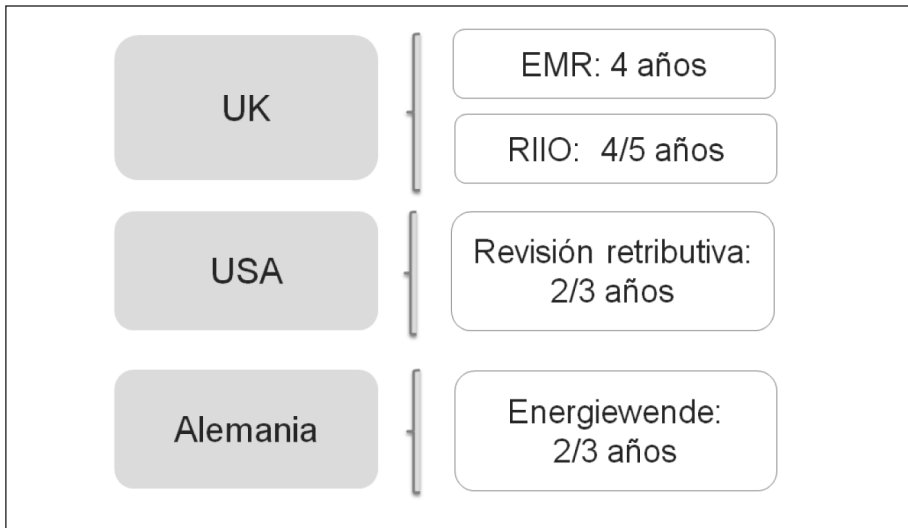 UK
EMR: 4 años
RIIO: 4/5 años
USA
Revisión retributiva:
2/3 años
Alemania
Energiewende:
2/3 años